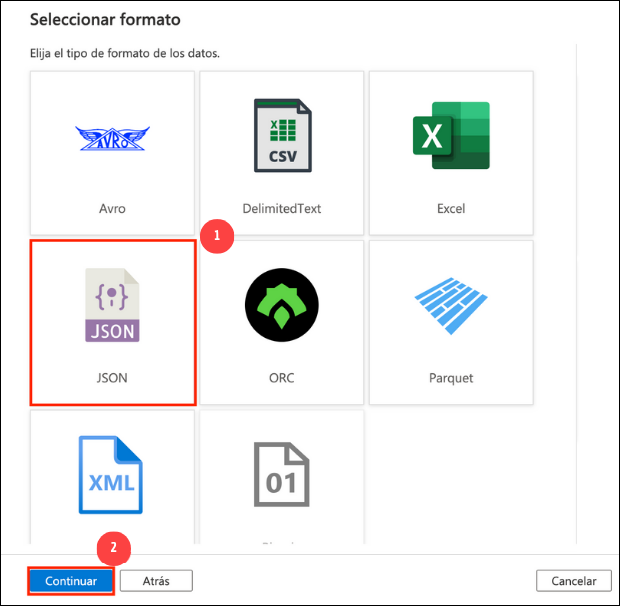 Seleccionar formato
Elija el tipo de formato de los datos.
AVRO
CSV
X
Avro
DelimitedText
Excel
1
{ }
JSON
JSON
ORC
Parquet
XML
01
2
Continuar
Atrás
Cancelar